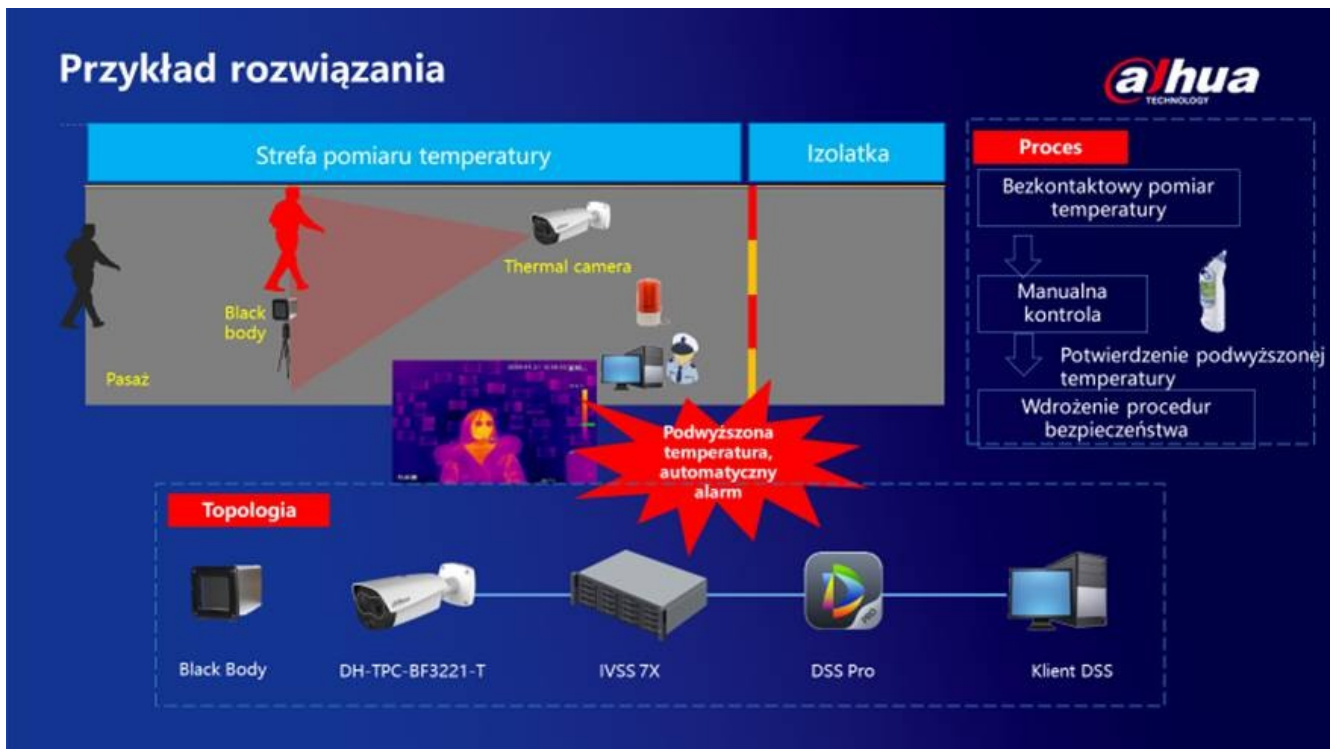 Przykład rozwiązania
alhua
TECHNOLOGY
Strefa pomiaru temperatury
Izolatka
Thermal camera
Black
body
Pasaż
Podwyższona
temperatura,
automatyczny
alarm
Proces
Bezkontaktowy pomiar
temperatury
Manualna
kontrola
Potwierdzenie podwyższonej
temperatury
Wdrożenie procedur
bezpieczeństwa
Topologia
Black Body
DH-TPC-BF3221-T
IVSS 7X
PRO
DSS Pro
Klient DSS